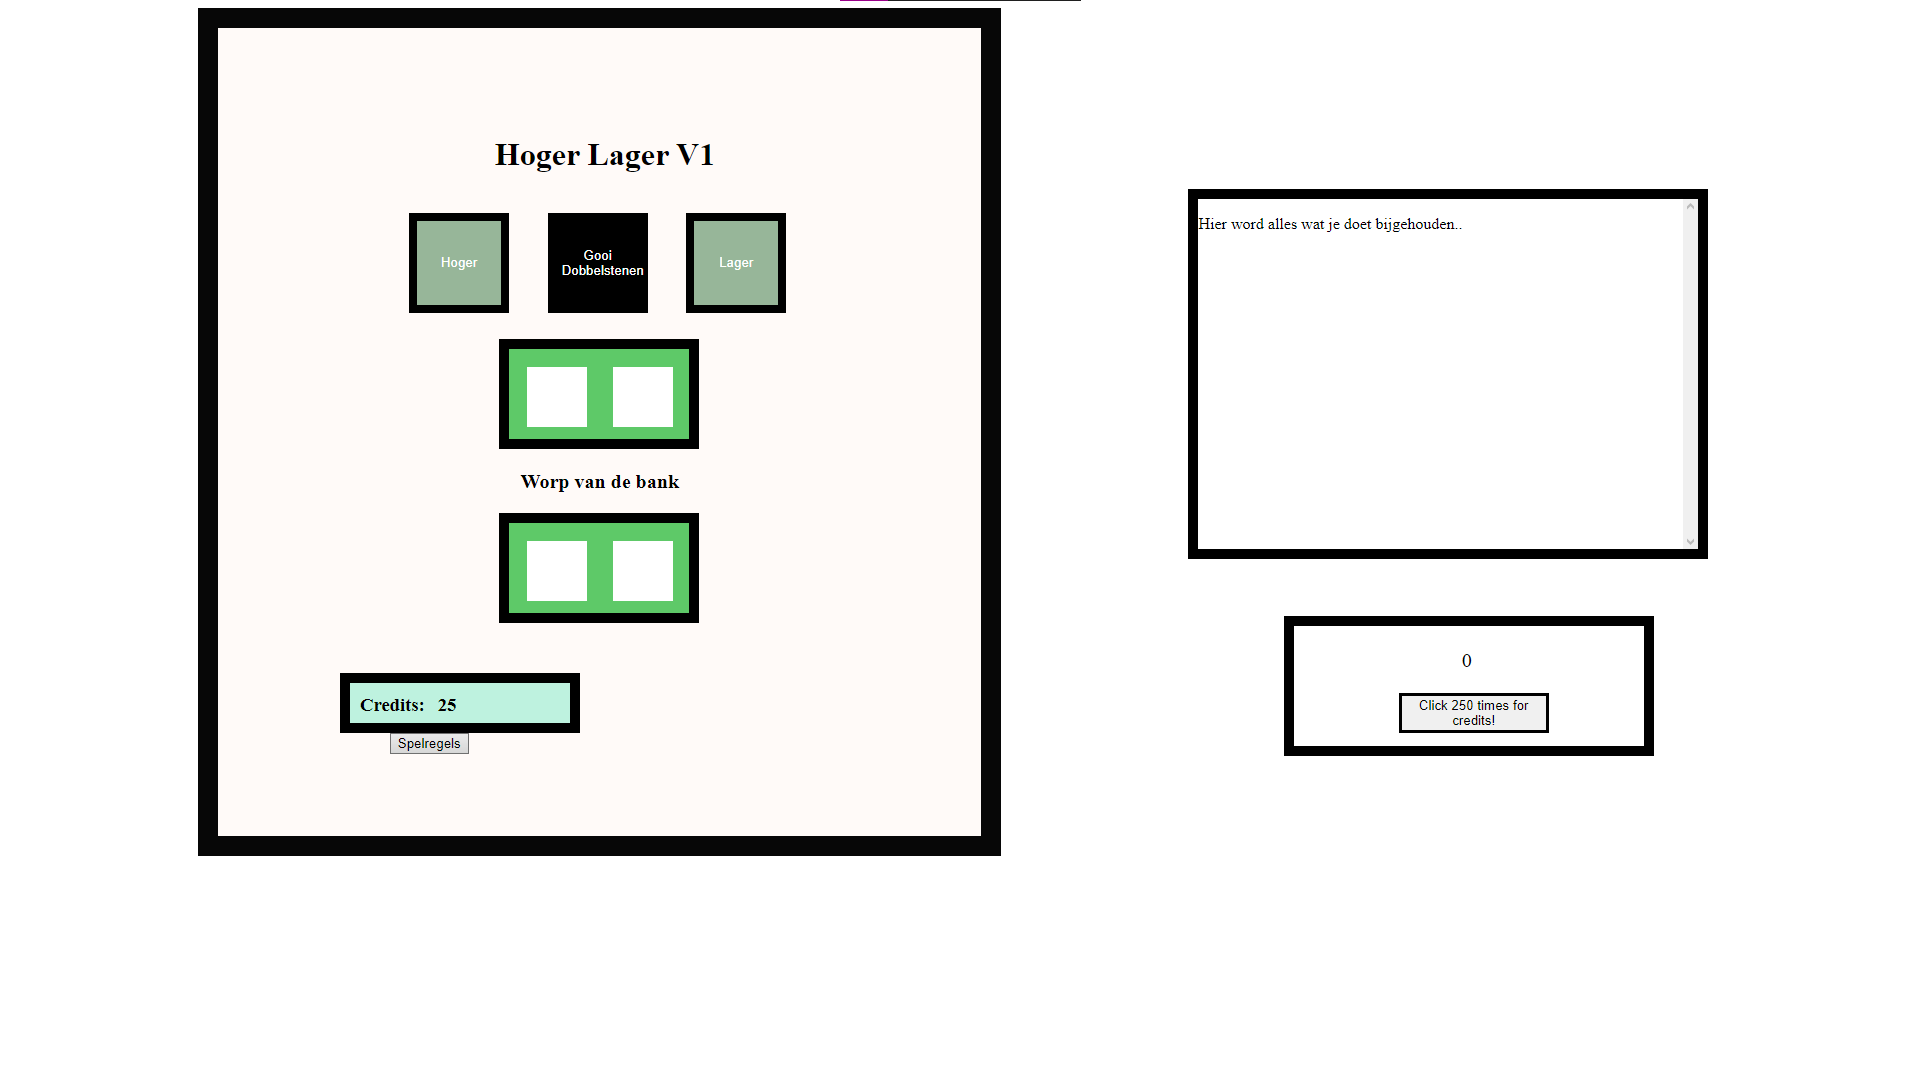 Hoger Lager V1
Hoger
Gooi
Dobbelstenen
Lager
Worp van de bank
Credits: 25
Spelregels
Hier word alles wat je doet bijgehouden..
0
Click 250 times for
credits!